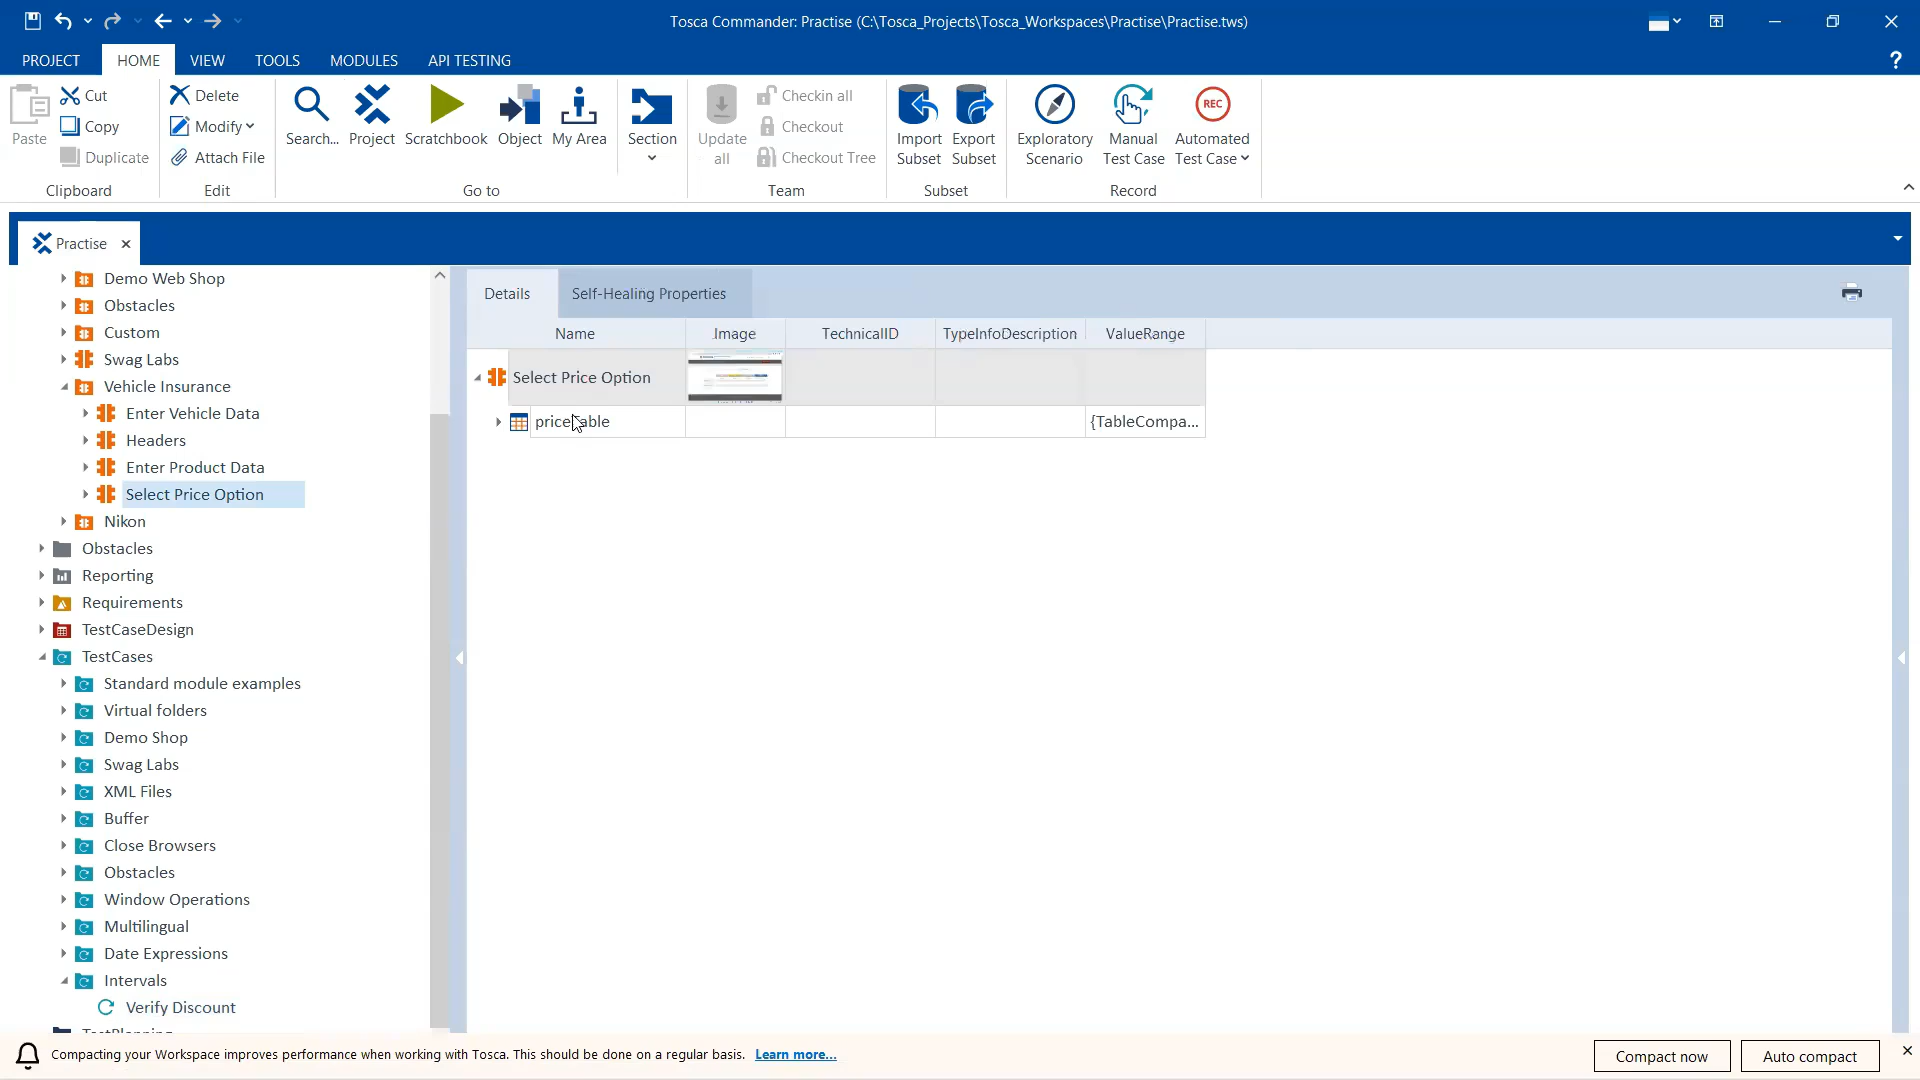 Tosca Commander: Practise (C:\Tosca_Projects\Tosca_Workspaces\Practise\Practise.tws)
PROJECT HOME VIEW TOOLS MODULES API TESTING ?
Paste
Cut
Copy
Duplicate
Clipboard
Delete
Modify
Attach File
Edit
Search...
Project
Scratchbook
Object
My Area
Go to
Section
Update all
Checkin all
Checkout
Checkout Tree
Team
Import Subset
Export Subset
Subset
Exploratory Scenario
Manual Test Case
REC
Automated Test Case
Record
Practise
Demo Web Shop
Obstacles
Custom
Swag Labs
Vehicle Insurance
Enter Vehicle Data
Headers
Enter Product Data
Select Price Option
Nikon
Obstacles
Reporting
Requirements
TestCaseDesign
TestCases
Standard module examples
Virtual folders
Demo Shop
Swag Labs
XML Files
Buffer
Close Browsers
Obstacles
Window Operations
Multilingual
Date Expressions
Intervals
Verify Discount
Details Self-Healing Properties
Name Image TechnicalID TypeInfoDescription ValueRange
Select Price Option
{TableCompa...
Compacting your Workspace improves performance when working with Tosca. This should be done on a regular basis. Learn more...
Compact now Auto compact